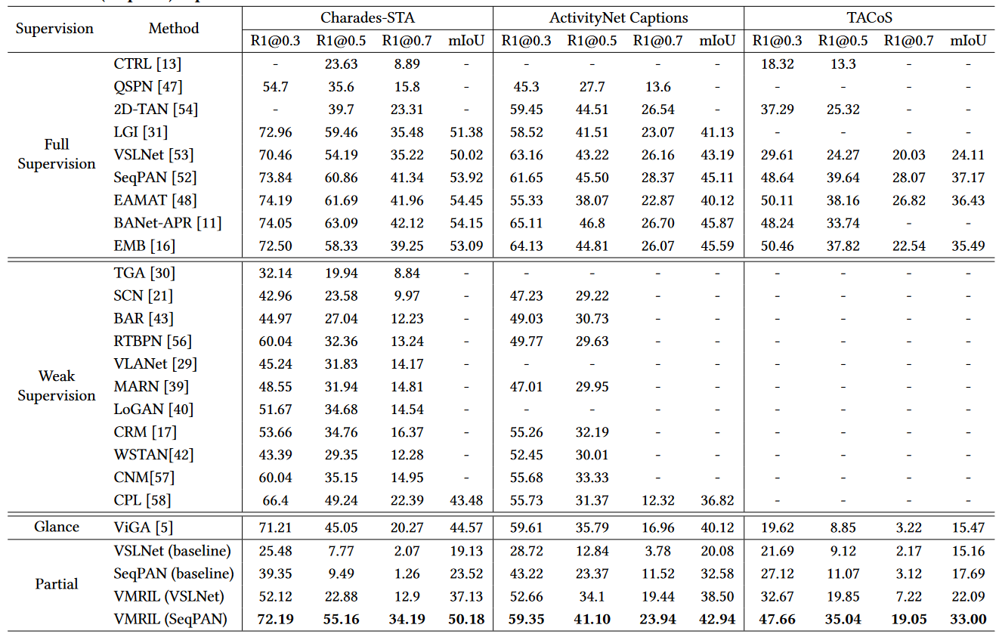 Supervision Method Charades-STA ActivityNet Captions TACoS
R1@0.3 R1@0.5 R1@0.7 mIoU R1@0.3 R1@0.5 R1@0.7 mIoU R1@0.3 R1@0.5 R1@0.7 mIoU
Full Supervision
CTRL [13] - 23.63 8.89 - - - - - 18.32 13.3 - -
QSPN [47] 54.7 35.6 15.8 - 45.3 27.7 13.6 - - - - -
2D-TAN [54] - 39.7 23.31 - 59.45 44.51 26.54 - 37.29 25.32 - -
LGI [31] 72.96 59.46 35.48 51.38 58.52 41.51 23.07 41.13 - - - -
VSLNet [53] 70.46 54.19 35.22 50.02 63.16 43.22 26.16 43.19 29.61 24.27 20.03 24.11
SeqPAN [52] 73.84 60.86 41.34 53.92 61.65 45.50 28.37 45.11 48.64 39.64 28.07 37.17
EAMAT [48] 74.19 61.69 41.96 54.45 55.33 38.07 22.87 40.12 50.11 38.16 26.82 36.43
BANet-APR [11] 74.05 63.09 42.12 54.15 65.11 46.8 26.70 45.87 48.24 33.74 - -
EMB [16] 72.50 58.33 39.25 53.09 64.13 44.81 26.07 45.59 50.46 37.82 22.54 35.49
Weak Supervision
TGA [30] 32.14 19.94 8.84 - - - - - - - - -
SCN [21] 42.96 23.58 9.97 - 47.23 29.22 - - - - - -
BAR [43] 44.97 27.04 12.23 - 49.03 30.73 - - - - - -
RTBPN [56] 60.04 32.36 13.24 - 49.77 29.63 - - - - - -
VLANet [29] 45.24 31.83 14.17 - - - - - - - - -
MARN [39] 48.55 31.94 14.81 - 47.01 29.95 - - - - - -
LoGAN [40] 51.67 34.68 14.54 - - - - - - - - -
CRM [17] 53.66 34.76 16.37 - 55.26 32.19 - - - - - -
WSTAN[42] 43.39 29.35 12.28 - 52.45 30.01 - - - - - -
CNM[57] 60.04 35.15 14.95 - 55.68 33.33 - - - - - -
CPL [58] 66.4 49.24 22.39 43.48 55.73 31.37 12.32 36.82 - - - -
Glance ViGA [5] 71.21 45.05 20.27 44.57 59.61 35.79 16.96 40.12 19.62 8.85 3.22 15.47
Partial
VSLNet (baseline) 25.48 7.77 2.07 19.13 28.72 12.84 3.78 20.08 21.69 9.12 2.17 15.16
SeqPAN (baseline) 39.35 9.49 1.26 23.52 43.22 23.37 11.52 32.58 27.12 11.07 3.12 17.69
VMRIL (VSLNet) 52.12 22.88 12.9 37.13 52.66 34.1 19.44 38.50 32.67 19.85 7.22 22.09
VMRIL (SeqPAN) 72.19 55.16 34.19 50.18 59.35 41.10 23.94 42.94 47.66 35.04 19.05 33.00